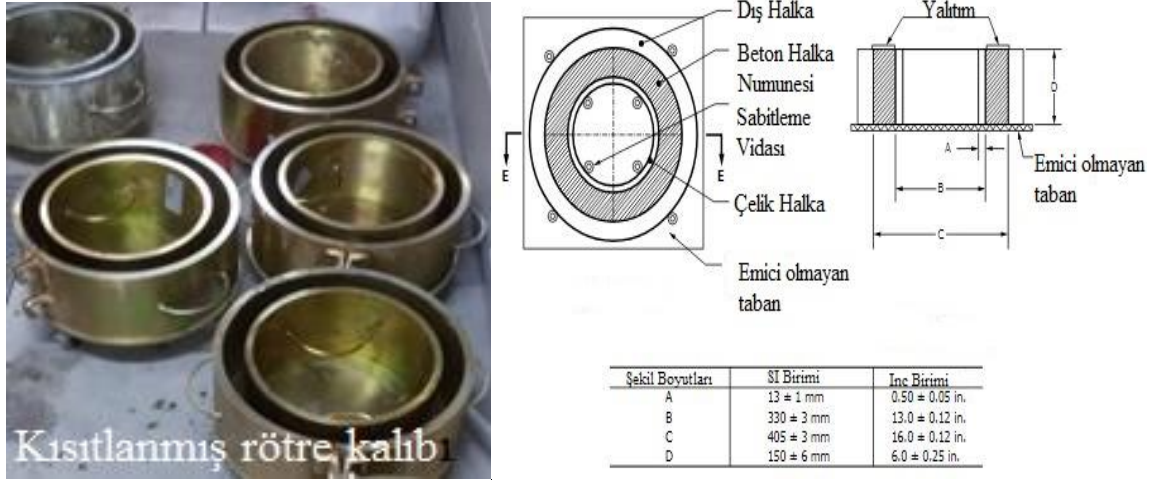 Kısıtlanmış rötre kalıb1
Dış Halka
Beton Halka
Numunesi
Sabitleme
Vidası
Çelik Halka
Emici olmayan
taban
E
E
Yalıtım
D
A
B
C
Emici olmayan
taban
Şekil Boyutları SI Birimi Inç Birimi
A 13 ± 1 mm 0.50 ± 0.05 in.
B 330 ± 3 mm 13.0 ± 0.12 in.
C 405 ± 3 mm 16.0 ± 0.12 in.
D 150 ± 6 mm 6.0 ± 0.25 in.